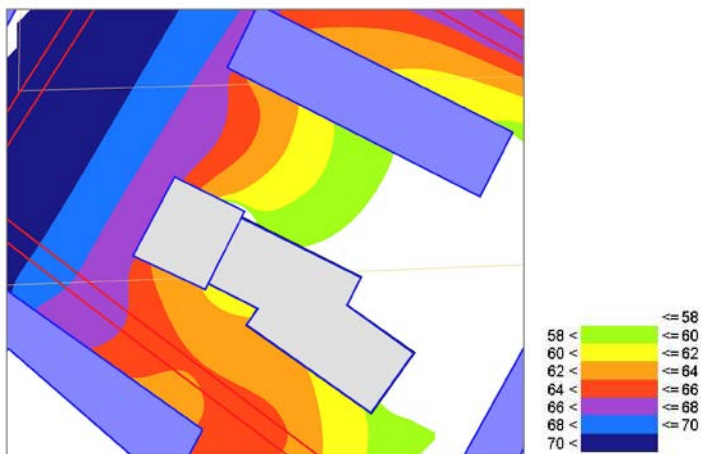 <= 58
58 < <= 60
60 < <= 62
62 < <= 64
64 < <= 66
66 < <= 68
68 < <= 70
70 <